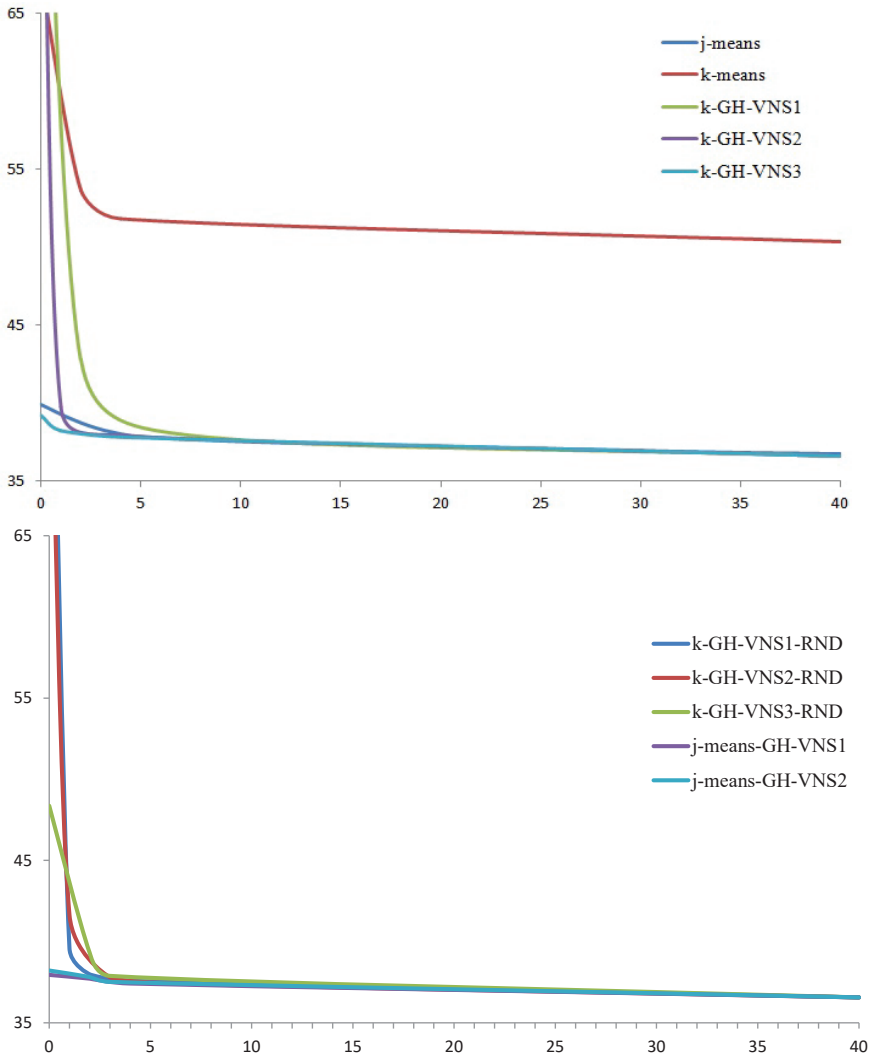 65
55
45
35
j-means
k-means
k-GH-VNS1
k-GH-VNS2
k-GH-VNS3
0 5 10 15 20 25 30 35 40
65
55
45
35
k-GH-VNS1-RND
k-GH-VNS2-RND
k-GH-VNS3-RND
j-means-GH-VNS1
j-means-GH-VNS2
0 5 10 15 20 25 30 35 40